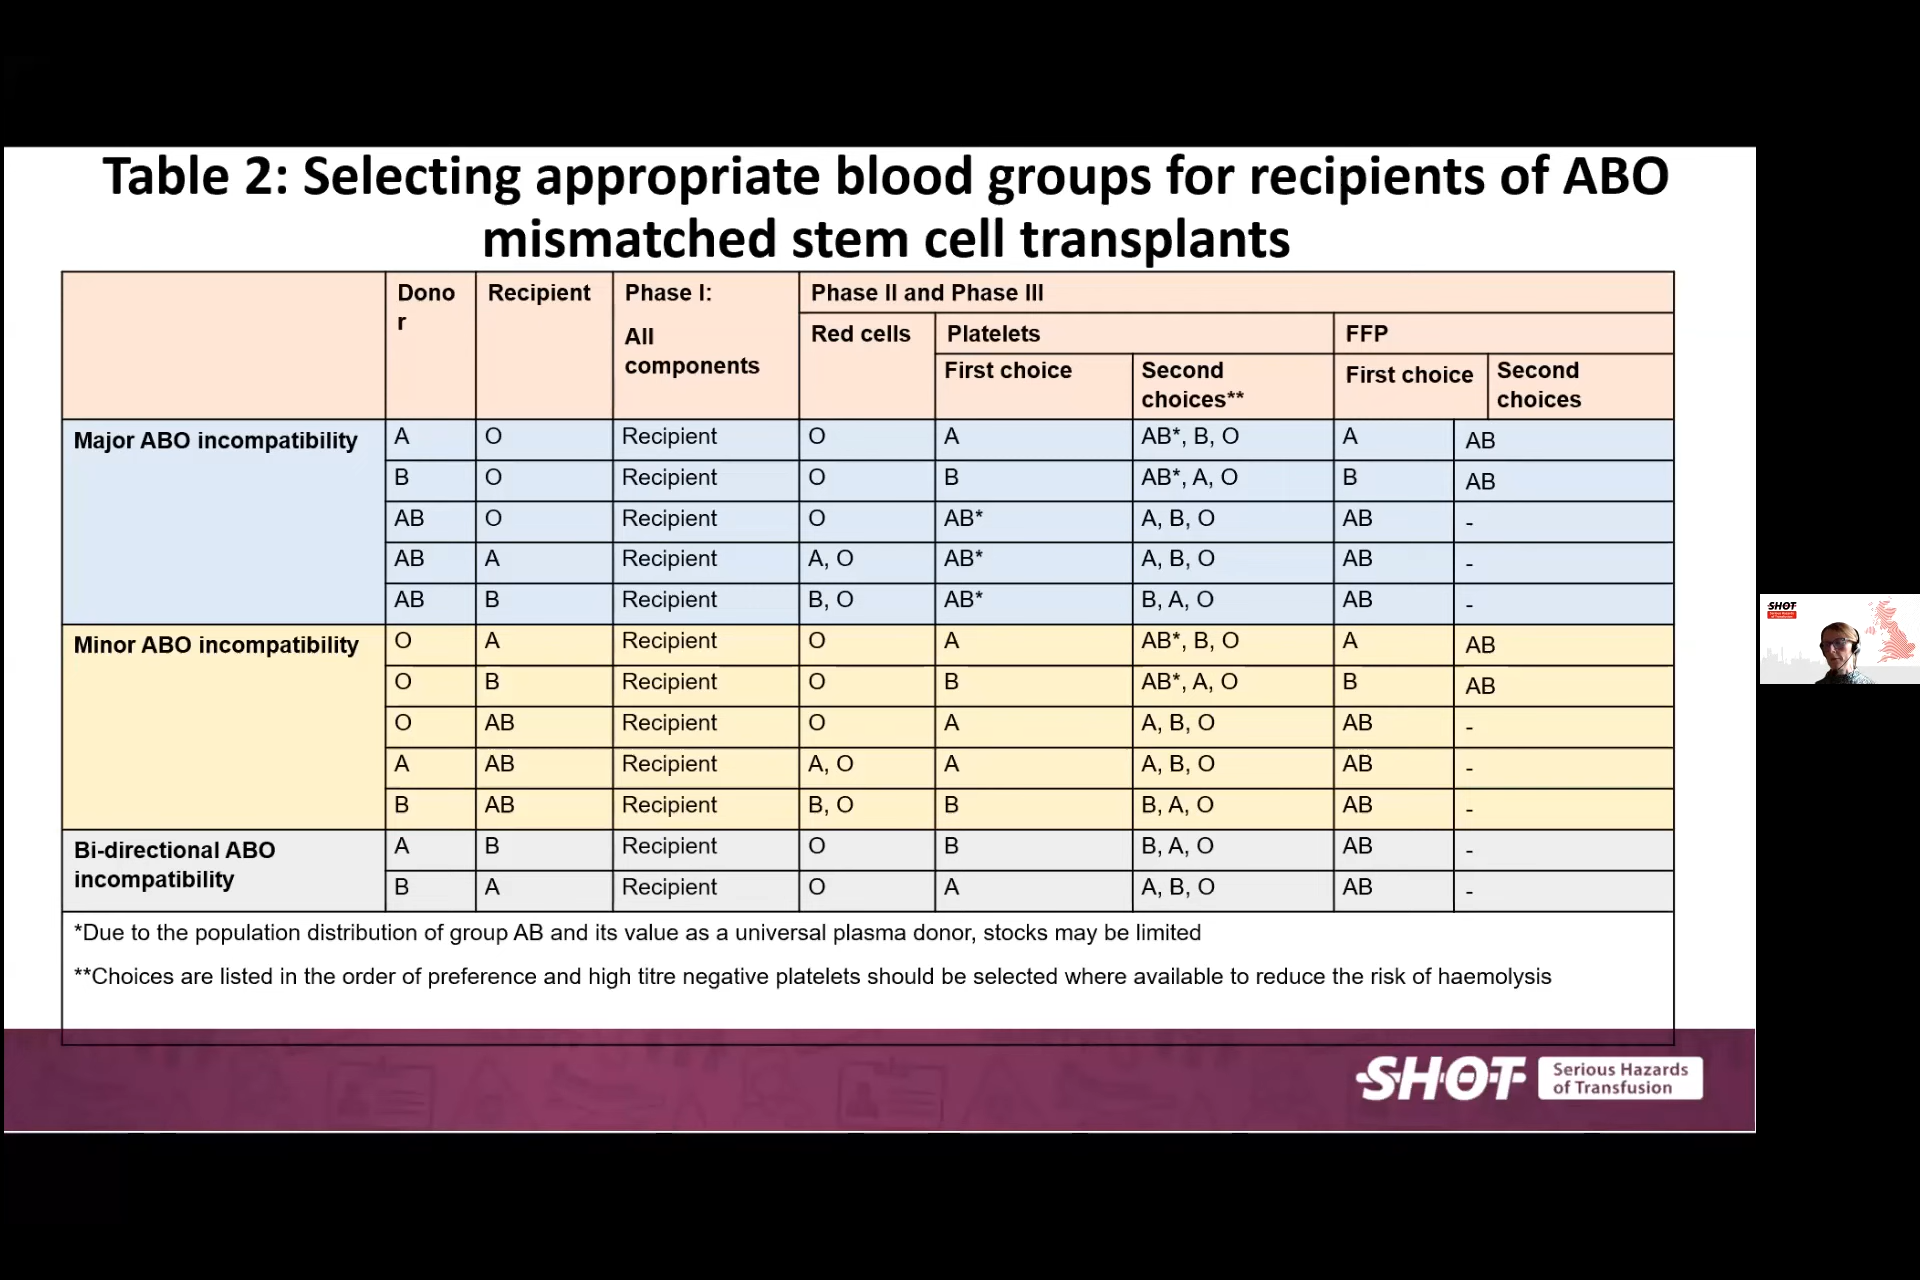 Table 2: Selecting appropriate blood groups for recipients of ABO
mismatched stem cell transplants
Dono
r
Recipient
Phase I:
All
components
Phase II and Phase III
Red cells
Platelets
FFP
First choice
Second
choices**
First choice
Second
choices
Major ABO incompatibility
A O Recipient O A AB*, B, O A AB
B O Recipient O B AB*, A, O B AB
AB O Recipient O AB* A, B, O AB -
AB A Recipient A, O AB* A, B, O AB -
AB B Recipient B, O AB* B, A, O AB -
Minor ABO incompatibility
O A Recipient O A AB*, B, O A AB
O B Recipient O B AB*, A, O B AB
O AB Recipient O A A, B, O AB -
A AB Recipient A, O A A, B, O AB -
B AB Recipient B, O B B, A, O AB -
Bi-directional ABO
incompatibility
A B Recipient O B B, A, O AB -
B A Recipient O A A, B, O AB -
*Due to the population distribution of group AB and its value as a universal plasma donor, stocks may be limited
**Choices are listed in the order of preference and high titre negative platelets should be selected where available to reduce the risk of haemolysis
SHOT
Serious Hazards
of Transfusion
SHOT